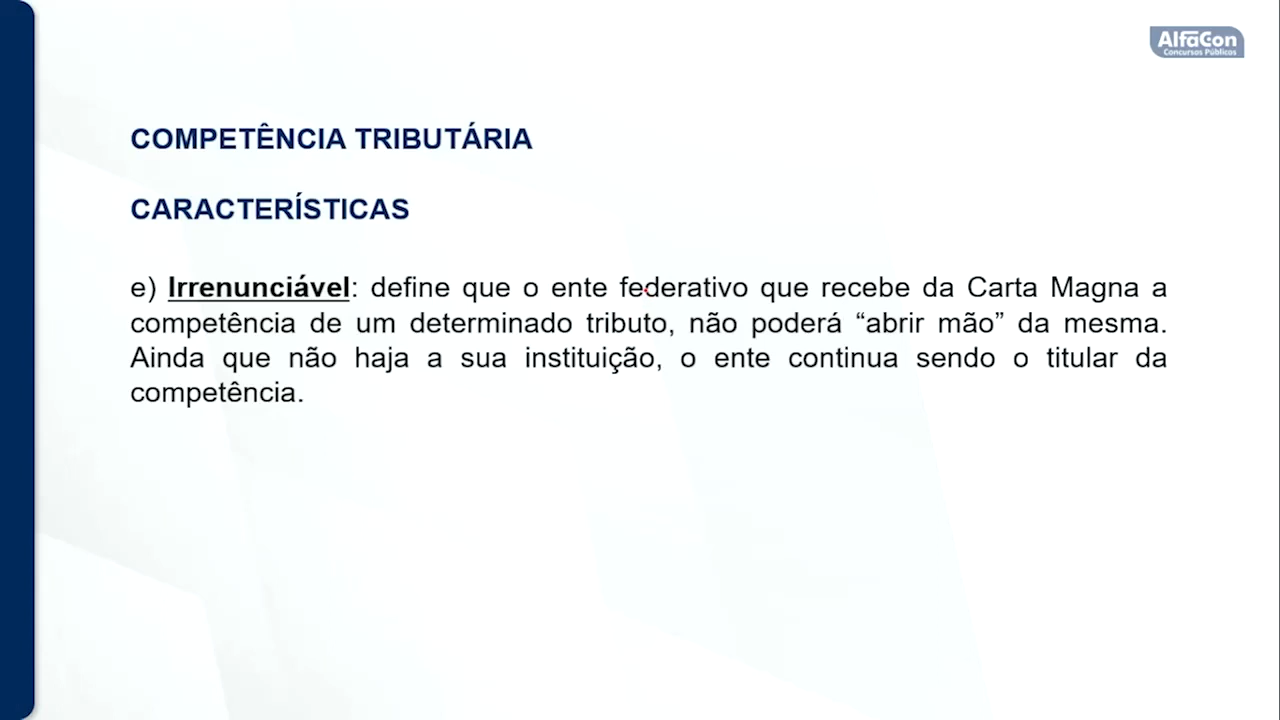 AlfaCon
Concursos Públicos
COMPETÊNCIA TRIBUTÁRIA
CARACTERÍSTICAS
e) Irrenunciável: define que o ente federativo que recebe da Carta Magna a
competência de um determinado tributo, não poderá “abrir mão” da mesma.
Ainda que não haja a sua instituição, o ente continua sendo o titular da
competência.